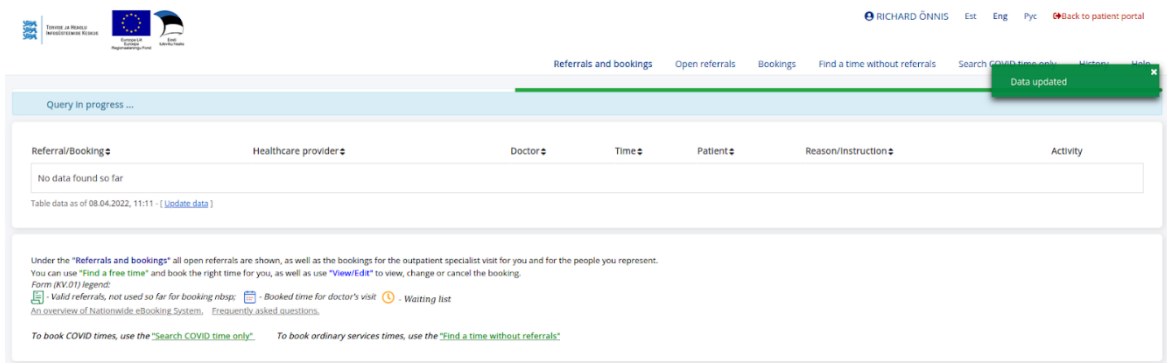 RICHARD ÕNNIS Est Eng Рус Back to patient portal
TERVISE JA HEAOLU
INFOSÜSTEEMIDE KESKUS
Euroopa Liit
Euroopa
Regionaalarengu Fond
Eesti
tuleviku heaks
Referrals and bookings Open referrals Bookings Find a time without referrals Search COVID time only History Help
Data updated
Query in progress ...
Referral/Booking Healthcare provider Doctor Time Patient Reason/Instruction Activity
No data found so far
Table data as of 08.04.2022, 11:11 - [ Update data ]
Under the "Referrals and bookings" all open referrals are shown, as well as the bookings for the outpatient specialist visit for you and for the people you represent.
You can use "Find a free time" and book the right time for you, as well as use "View/Edit" to view, change or cancel the booking.
Form (KV.01) legend:
- Valid referrals, not used so far for booking nbsp; - Booked time for doctor's visit - Waiting list
An overview of Nationwide eBooking System. Frequently asked questions.
To book COVID times, use the "Search COVID time only" To book ordinary services times, use the "Find a time without referrals"